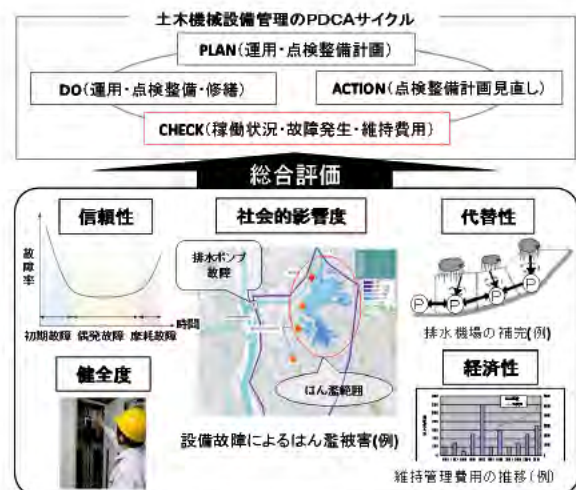 土木機械設備管理のPDCAサイクル
PLAN(運用・点検整備計画)
DO(運用・点検整備・修繕)
ACTION(点検整備計画見直し)
CHECK(稼働状況・故障発生・維持費用)
総合評価
信頼性
社会的影響度
代替性
故障率
排水ポンプ
故障
時間
初期故障 偶発故障 摩耗故障
P P P P
排水機場の補完(例)
健全度
はん濫範囲
経済性
設備故障によるはん濫被害(例)
維持管理費用の推移(例)